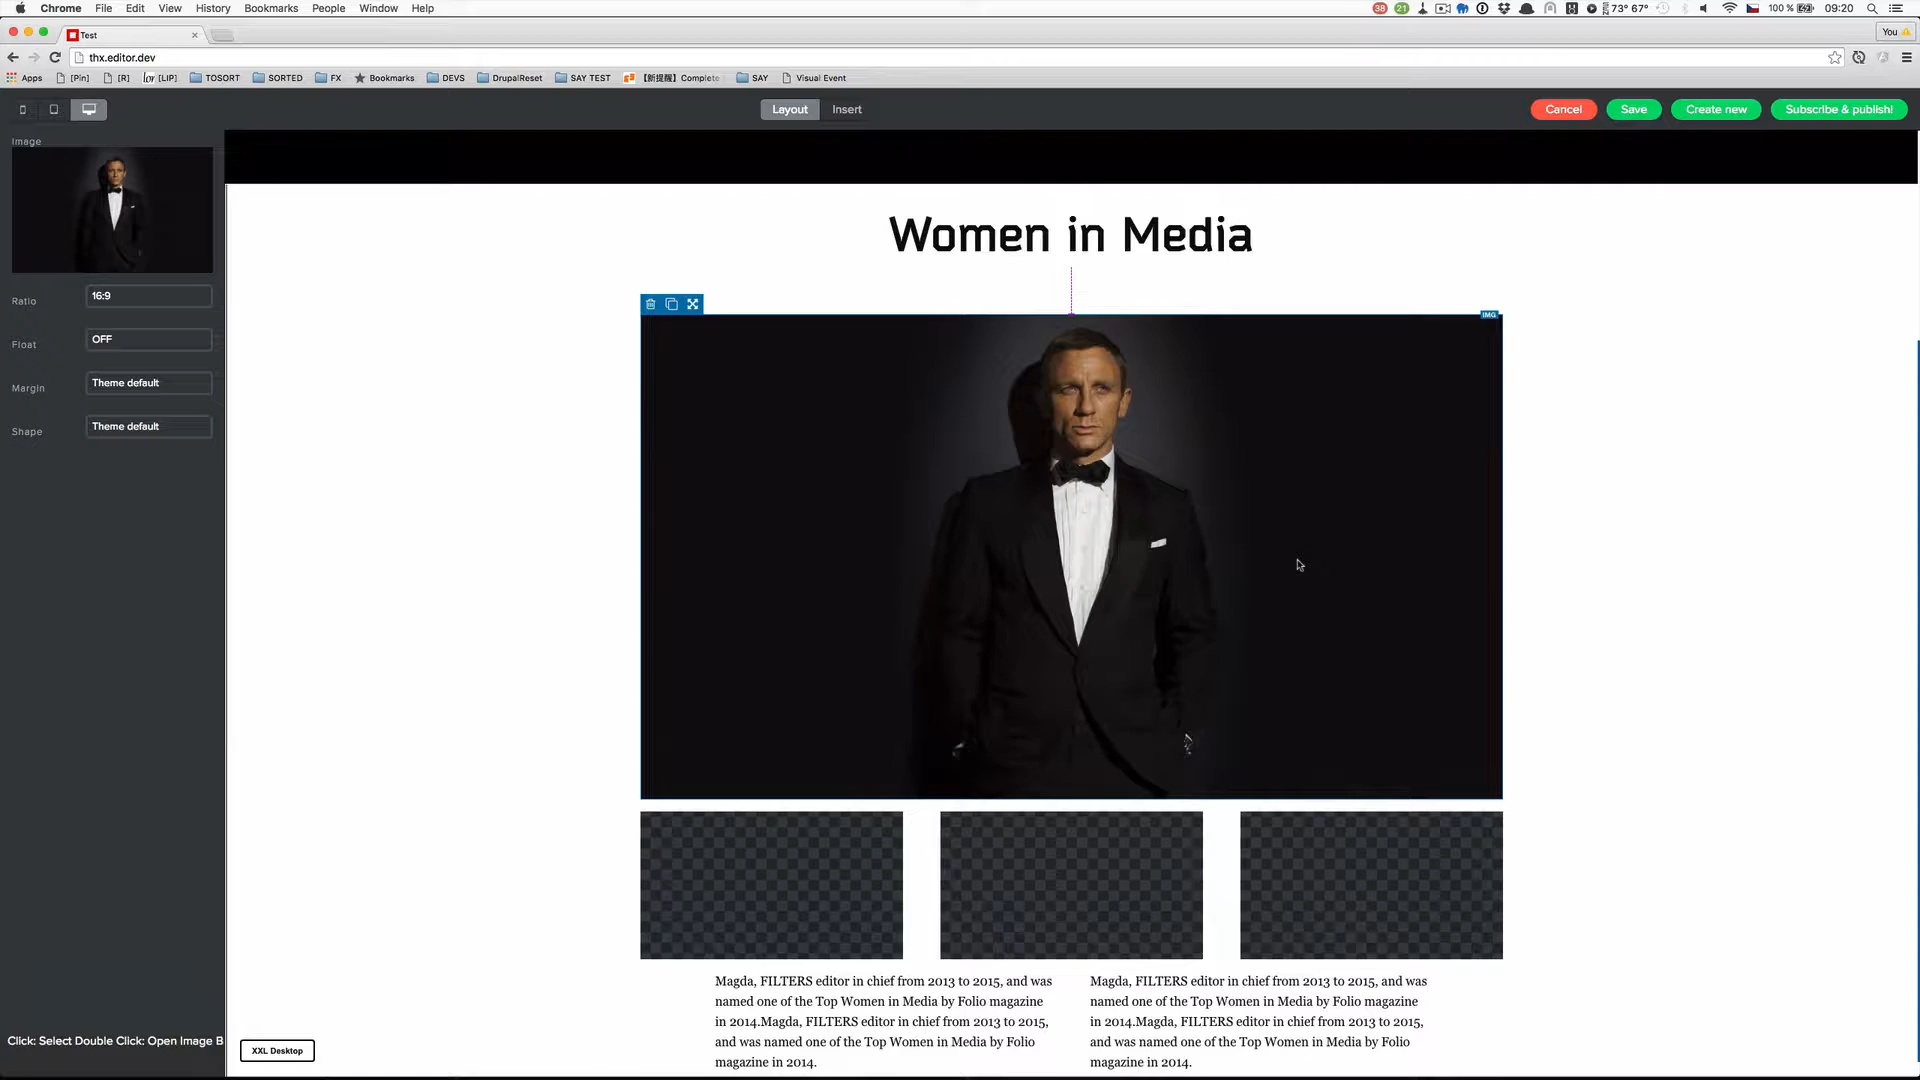 Chrome File Edit View History Bookmarks People Window Help 38 21 73° 67° 100 % 09:20
Test You
thx.editor.dev
Apps [Pin] [R] [LIP] TOSORT SORTED FX Bookmarks DEVS DrupalReset SAY TEST 【新提醒】Complete SAY Visual Event
Layout Insert Cancel Save Create new Subscribe & publish!
Image
Ratio 16:9
Float OFF
Margin Theme default
Shape Theme default
Women in Media
IMG
Magda, FILTERS editor in chief from 2013 to 2015, and was
named one of the Top Women in Media by Folio magazine
in 2014.Magda, FILTERS editor in chief from 2013 to 2015,
and was named one of the Top Women in Media by Folio
magazine in 2014.
Magda, FILTERS editor in chief from 2013 to 2015, and was
named one of the Top Women in Media by Folio magazine
in 2014.Magda, FILTERS editor in chief from 2013 to 2015,
and was named one of the Top Women in Media by Folio
magazine in 2014.
Click: Select Double Click: Open Image B
XXL Desktop